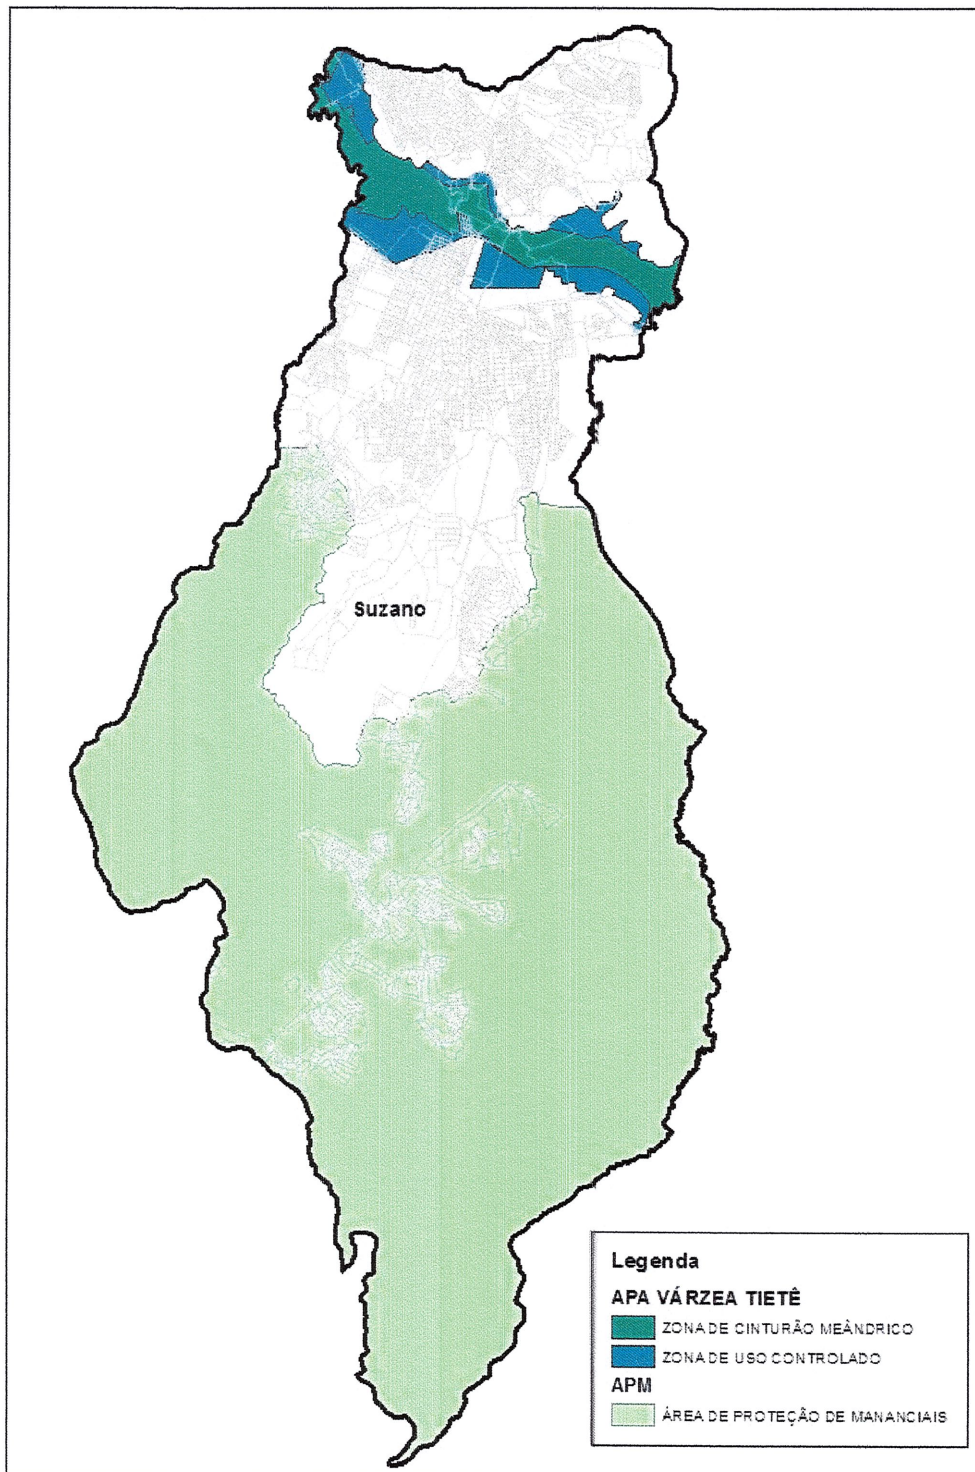 Suzano
Legenda
APA VÁRZEA TIETÊ
ZONA DE CINTURÃO MEÂNDRICO
ZONA DE USO CONTROLADO
APM
ÁREA DE PROTEÇÃO DE MANANCIAIS